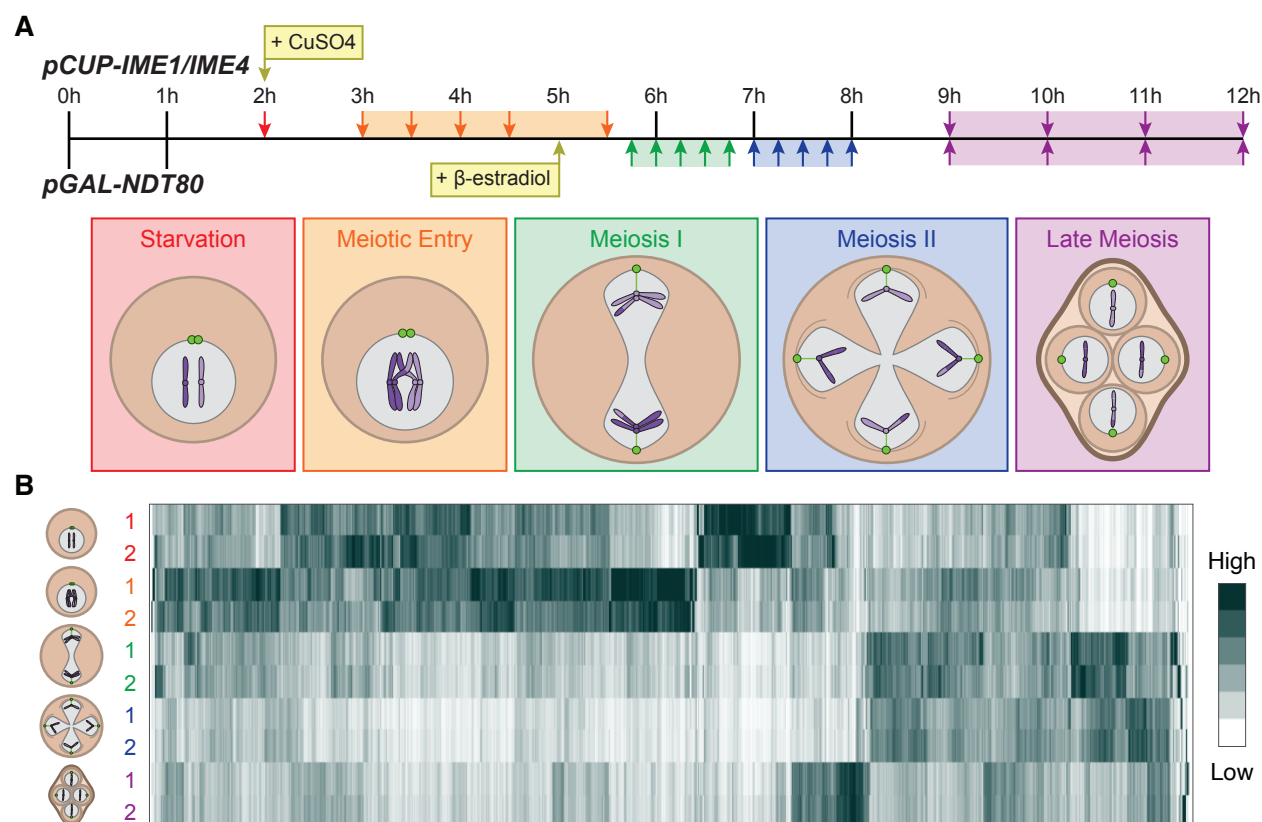 A
+ CuSO4
pCUP-IME1/IME4
0h 1h 2h 3h 4h 5h 6h 7h 8h 9h 10h 11h 12h
+ β-estradiol
pGAL-NDT80
Starvation Meiotic Entry Meiosis I Meiosis II Late Meiosis
B
1
2
1
2
1
2
1
2
1
2
High
Low